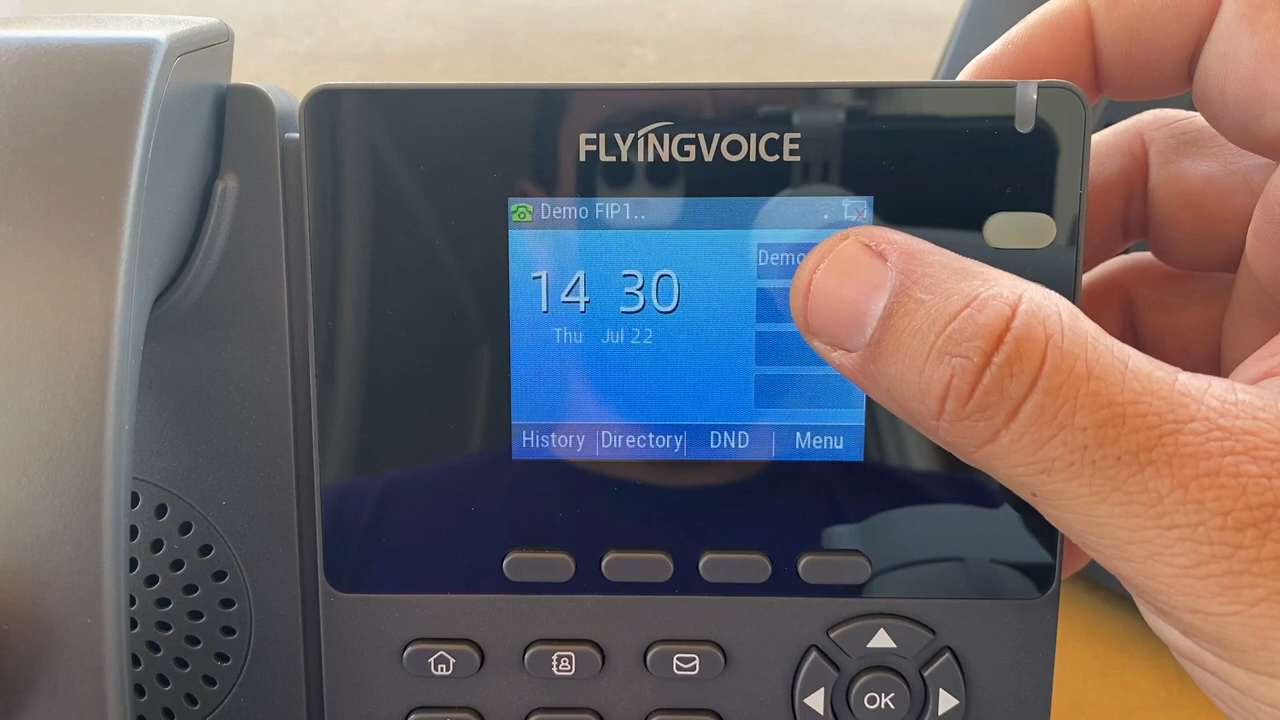 FLYINGVOICE
Demo FIP1..
Demo
14 30
Thu Jul 22
History | Directory | DND | Menu
OK